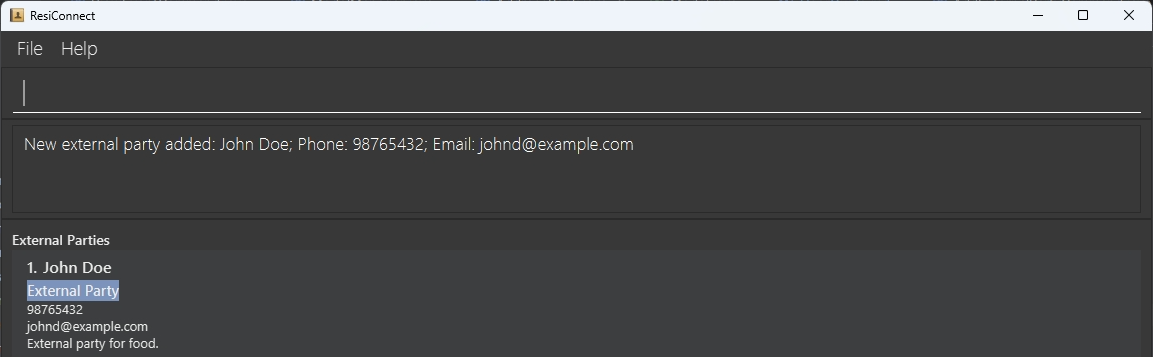 ResiConnect
File Help
New external party added: John Doe; Phone: 98765432; Email: johnd@example.com
External Parties
1. John Doe
External Party
98765432
johnd@example.com
External party for food.